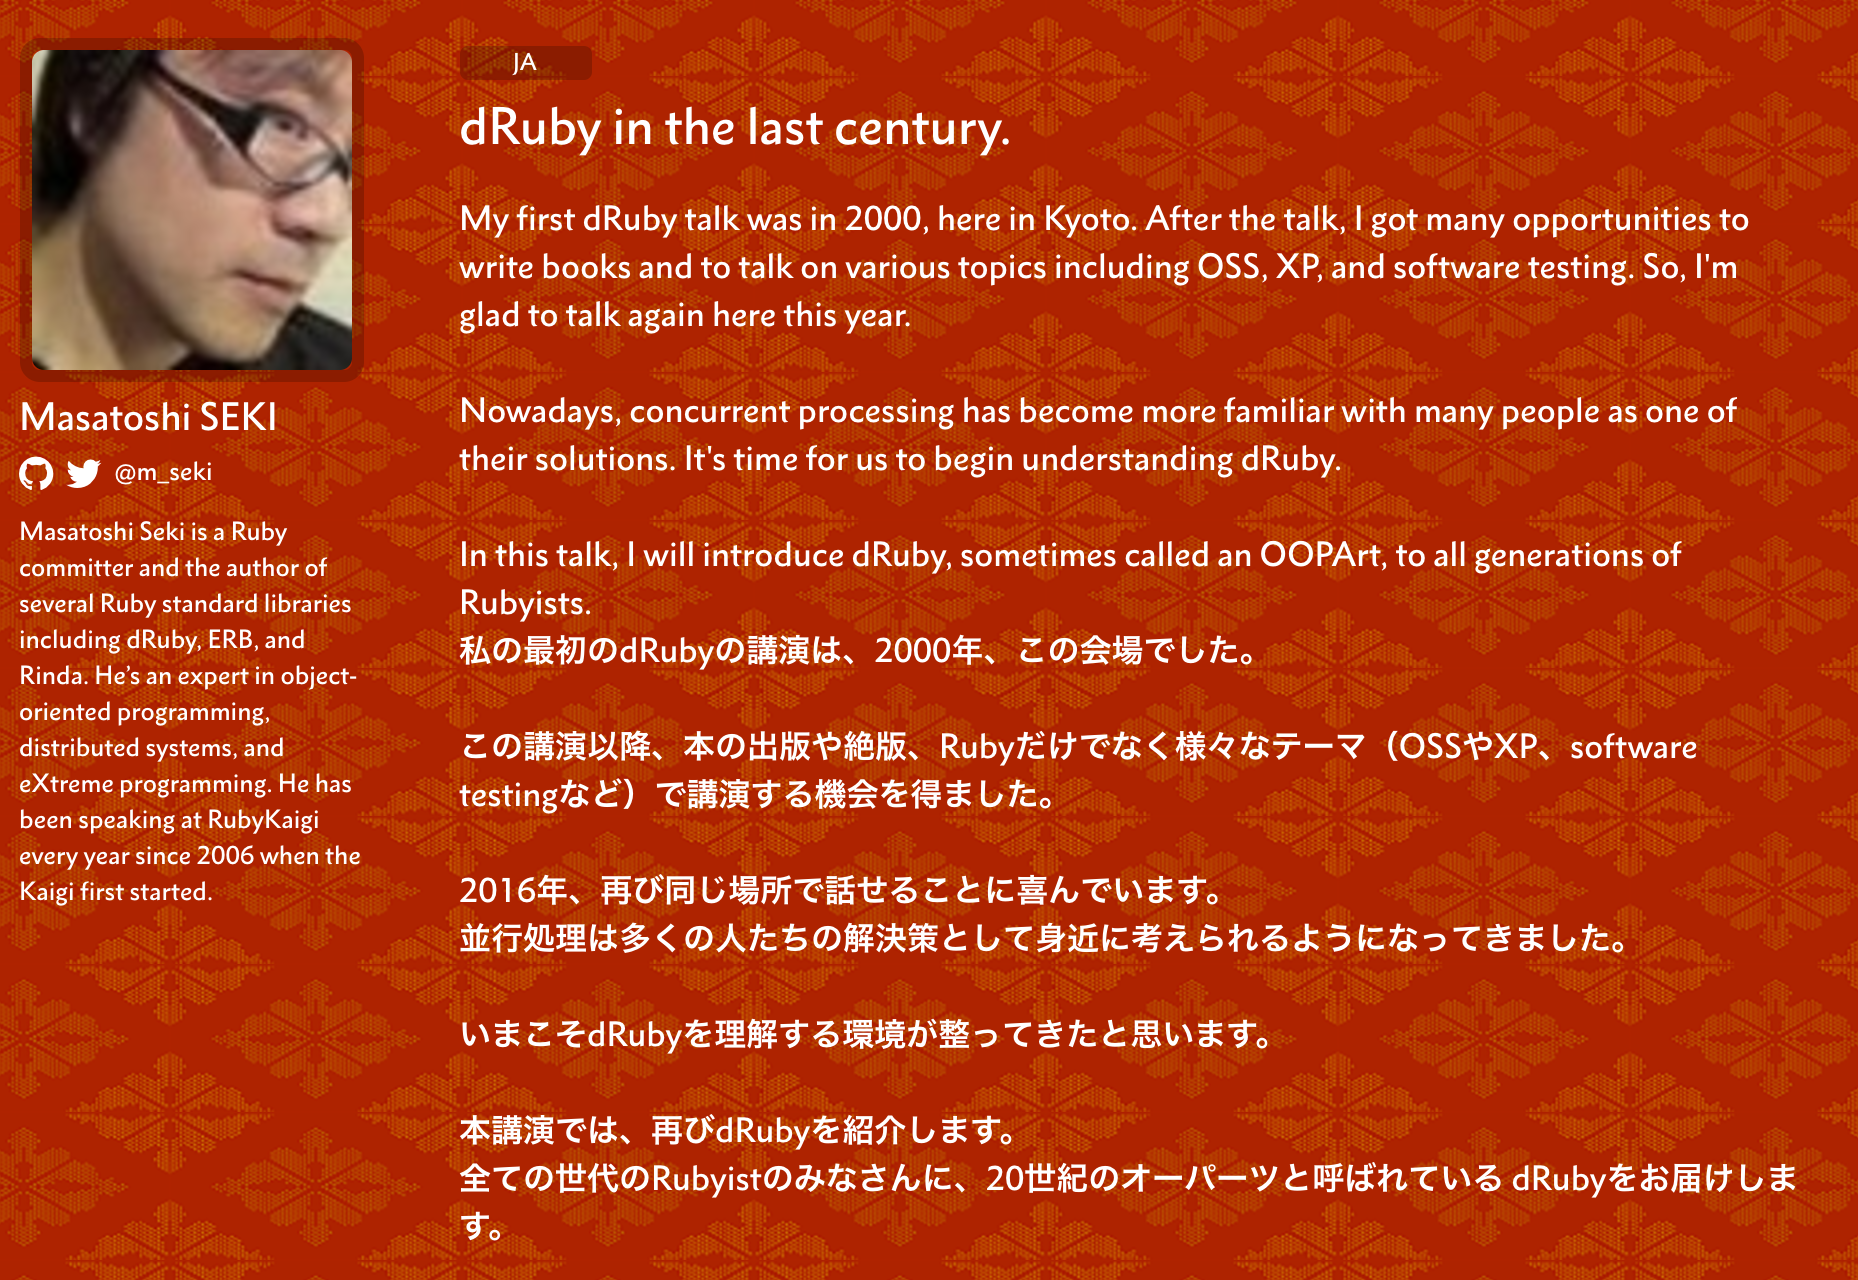 Masatoshi SEKI
@m_seki
Masatoshi Seki is a Ruby
committer and the author of
several Ruby standard libraries
including dRuby, ERB, and
Rinda. He’s an expert in object-
oriented programming,
distributed systems, and
eXtreme programming. He has
been speaking at RubyKaigi
every year since 2006 when the
Kaigi first started.
JA
dRuby in the last century.
My first dRuby talk was in 2000, here in Kyoto. After the talk, I got many opportunities to
write books and to talk on various topics including OSS, XP, and software testing. So, I'm
glad to talk again here this year.
Nowadays, concurrent processing has become more familiar with many people as one of
their solutions. It's time for us to begin understanding dRuby.
In this talk, I will introduce dRuby, sometimes called an OOPArt, to all generations of
Rubyists.
私の最初のdRubyの講演は、2000年、この会場でした。
この講演以降、本の出版や絶版、Rubyだけでなく様々なテーマ（OSSやXP、software
testingなど）で講演する機会を得ました。
2016年、再び同じ場所で話せることに喜んでいます。
並行処理は多くの人たちの解決策として身近に考えられるようになってきました。
いまこそdRubyを理解する環境が整ってきたと思います。
本講演では、再びdRubyを紹介します。
全ての世代のRubyistのみなさんに、20世紀のオーパーツと呼ばれている dRubyをお届けしま
す。